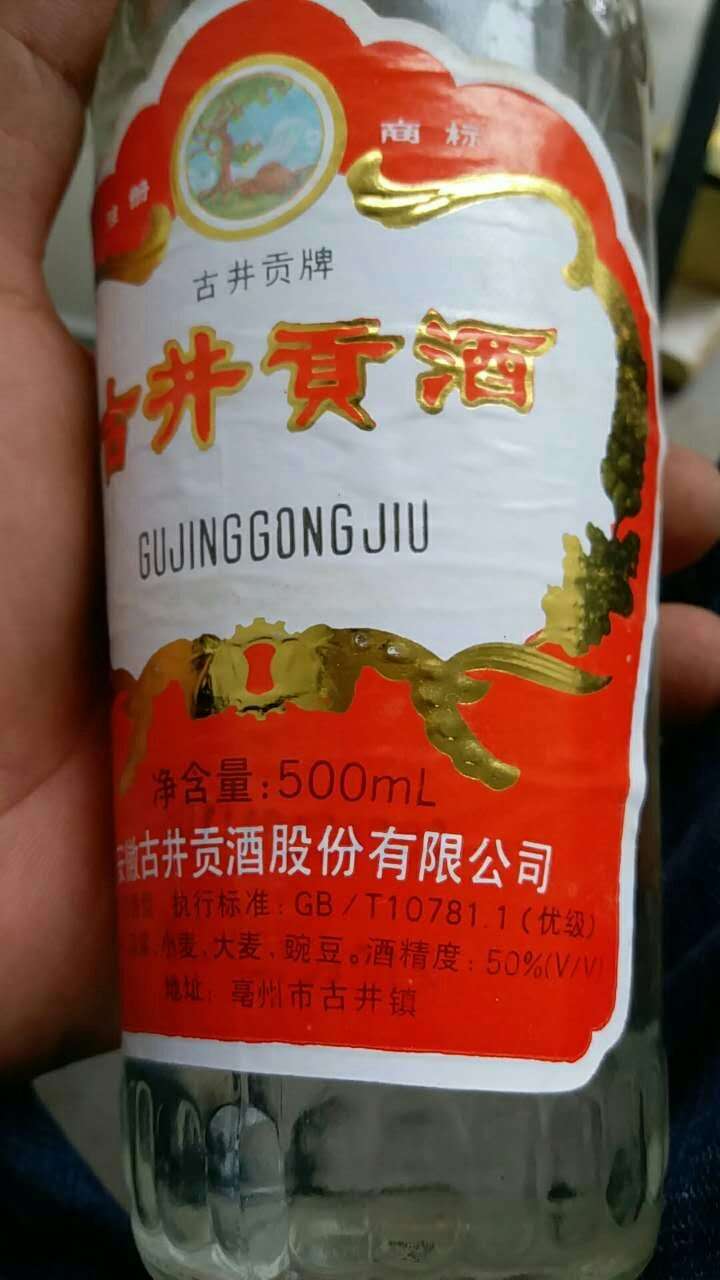 商标
古井贡牌
古井贡酒
GUJINGGONGJIU
净含量:500mL
安徽古井贡酒股份有限公司
执行标准:GB/T10781.1(优级)
小麦、大麦、豌豆。酒精度:50%(V/V)
地址:亳州市古井镇